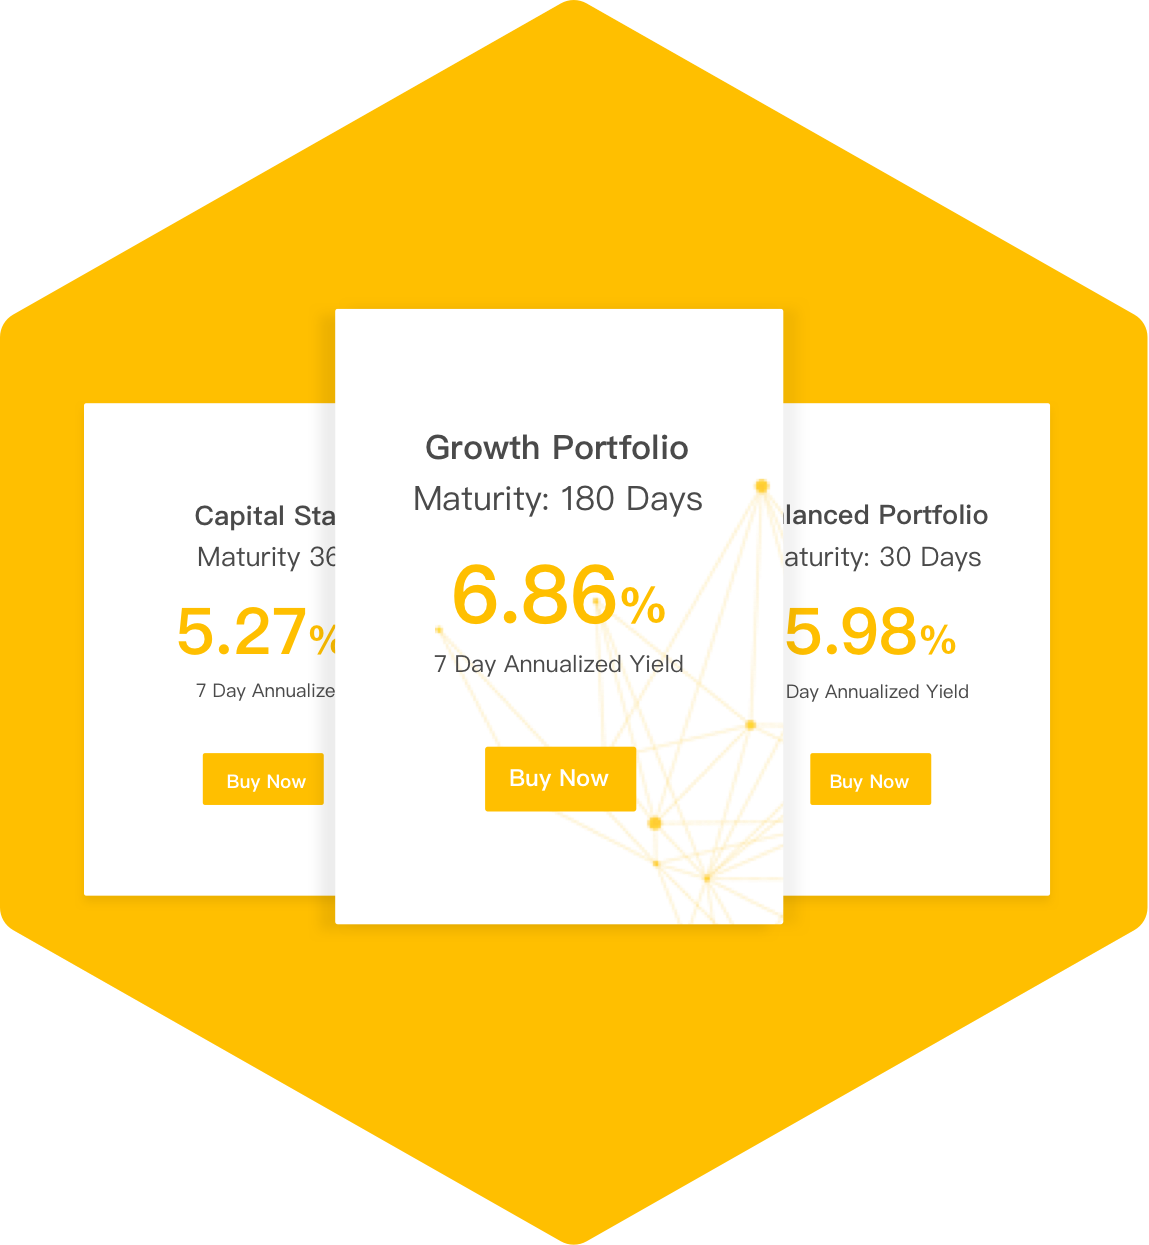 Capital Sta
Maturity 36
5.27%
7 Day Annualize
Buy Now
Growth Portfolio
Maturity: 180 Days
6.86%
7 Day Annualized Yield
Buy Now
lanced Portfolio
aturity: 30 Days
5.98%
Day Annualized Yield
Buy Now